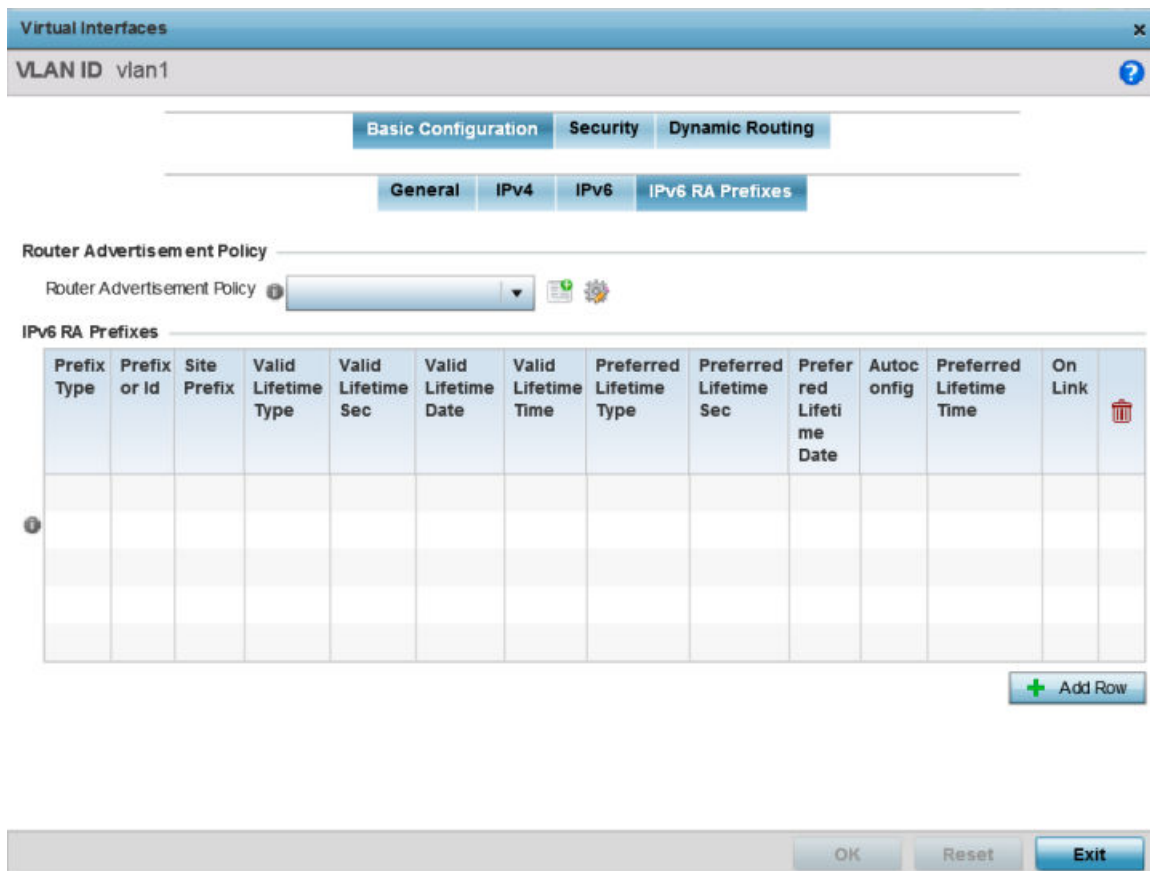 Virtual Interfaces
VLAN ID vlan1
Basic Configuration Security Dynamic Routing
General IPv4 IPv6 IPv6 RA Prefixes
Router Advertisement Policy
Router Advertisement Policy
IPv6 RA Prefixes
Prefix Type
Prefix or Id
Site Prefix
Valid Lifetime Type
Valid Lifetime Sec
Valid Lifetime Date
Valid Lifetime Time
Preferred Lifetime Type
Preferred Lifetime Sec
Preferred Lifetime Date
Autoconfig
Preferred Lifetime Time
On Link
Add Row
OK Reset Exit